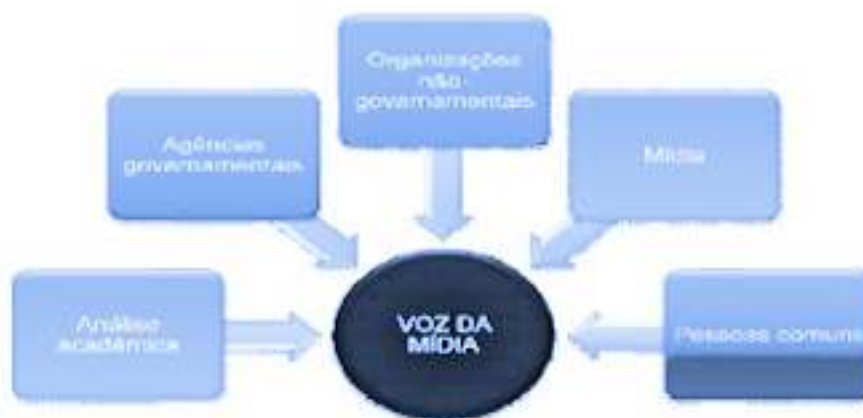 Organizações
não-
governamentais
Agências
governamentais
Mídia
Análise
acadêmica
VOZ DA
MÍDIA
Pessoas comuns